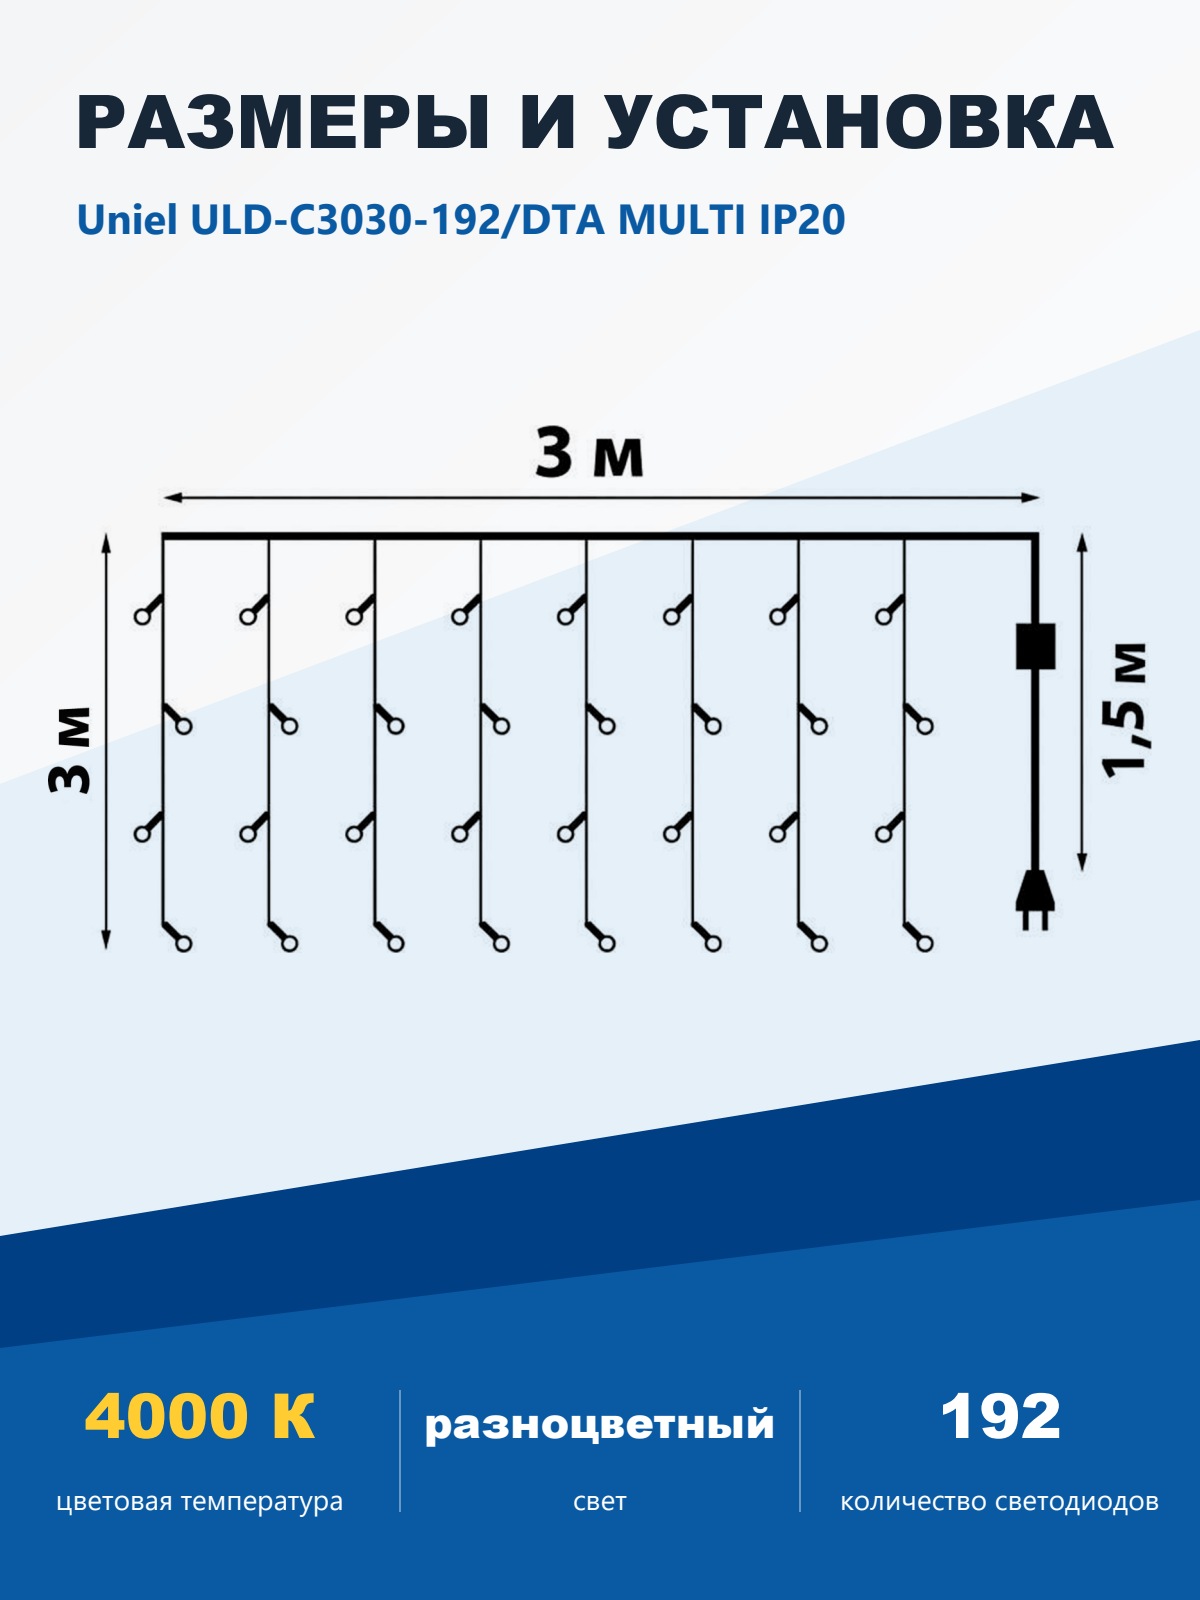 РАЗМЕРЫ И УСТАНОВКА
Uniel ULD-C3030-192/DTA MULTI IP20
3 м
3 м
1,5 м
4000 К
цветовая температура
разноцветный
свет
192
количество светодиодов